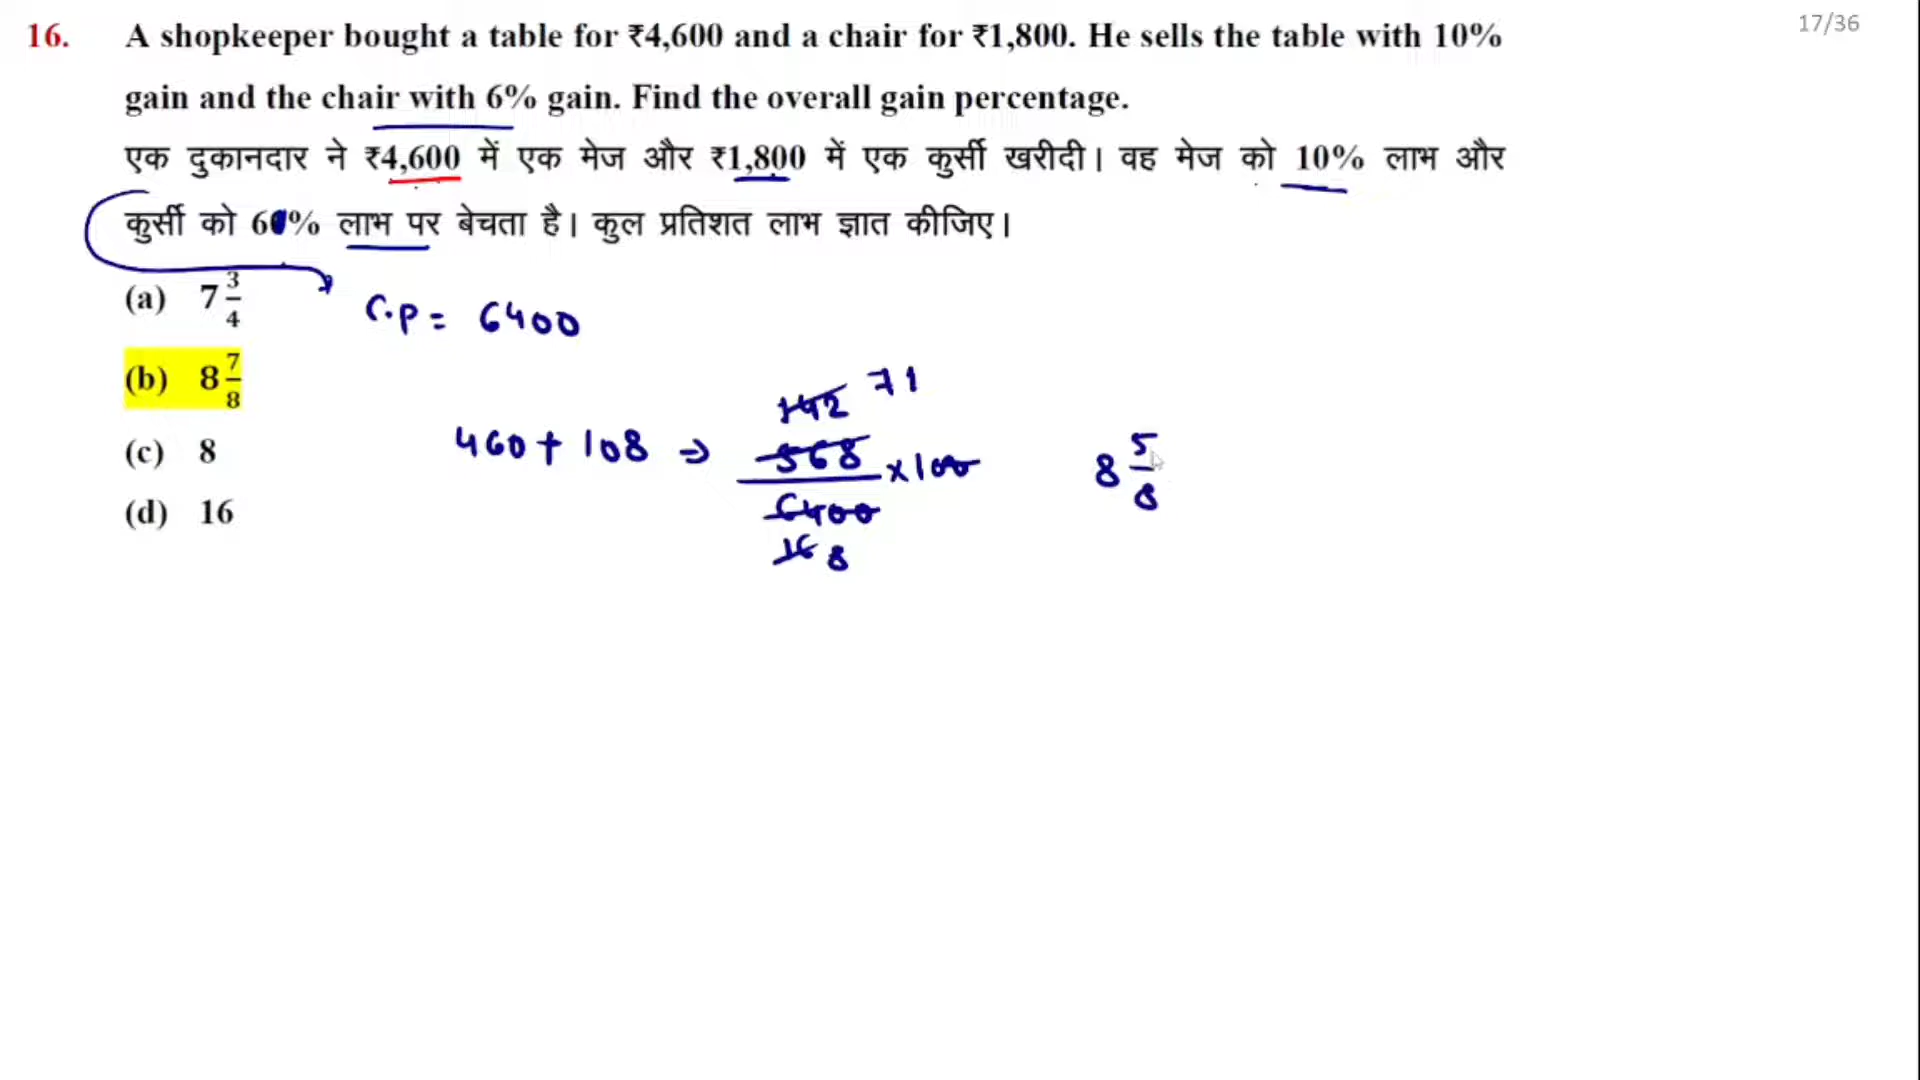 17/36
16. A shopkeeper bought a table for ₹4,600 and a chair for ₹1,800. He sells the table with 10%
gain and the chair with 6% gain. Find the overall gain percentage.
एक दुकानदार ने ₹4,600 में एक मेज और ₹1,800 में एक कुर्सी खरीदी। वह मेज को 10% लाभ और
कुर्सी को 6% लाभ पर बेचता है। कुल प्रतिशत लाभ ज्ञात कीजिए।
(a) 7 3/4
C.P = 6400
(b) 8 7/8
142 71
(c) 8
460 + 108 → 568/6400 × 100
8 5/8
(d) 16
16 8